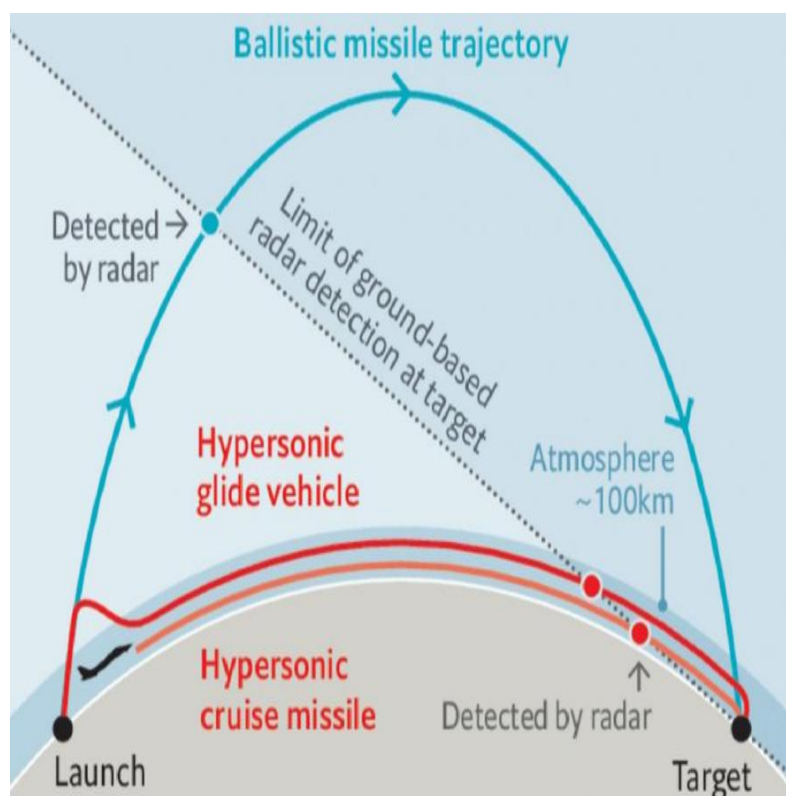 Ballistic missile trajectory
Detected →
by radar
Limit of ground-based
radar detection at target
Hypersonic
glide vehicle
Atmosphere
~100km
Hypersonic
cruise missile
Detected by radar
Launch
Target